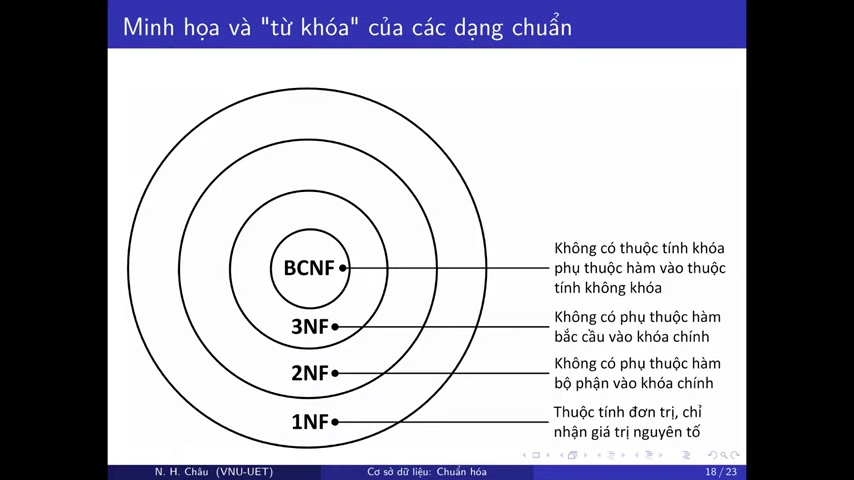 Minh họa và "từ khóa" của các dạng chuẩn
BCNF
Không có thuộc tính khóa
phụ thuộc hàm vào thuộc
tính không khóa
3NF
Không có phụ thuộc hàm
bắc cầu vào khóa chính
2NF
Không có phụ thuộc hàm
bộ phận vào khóa chính
1NF
Thuộc tính đơn trị, chỉ
nhận giá trị nguyên tố
N. H. Châu (VNU-UET)
Cơ sở dữ liệu: Chuẩn hóa
18 / 23